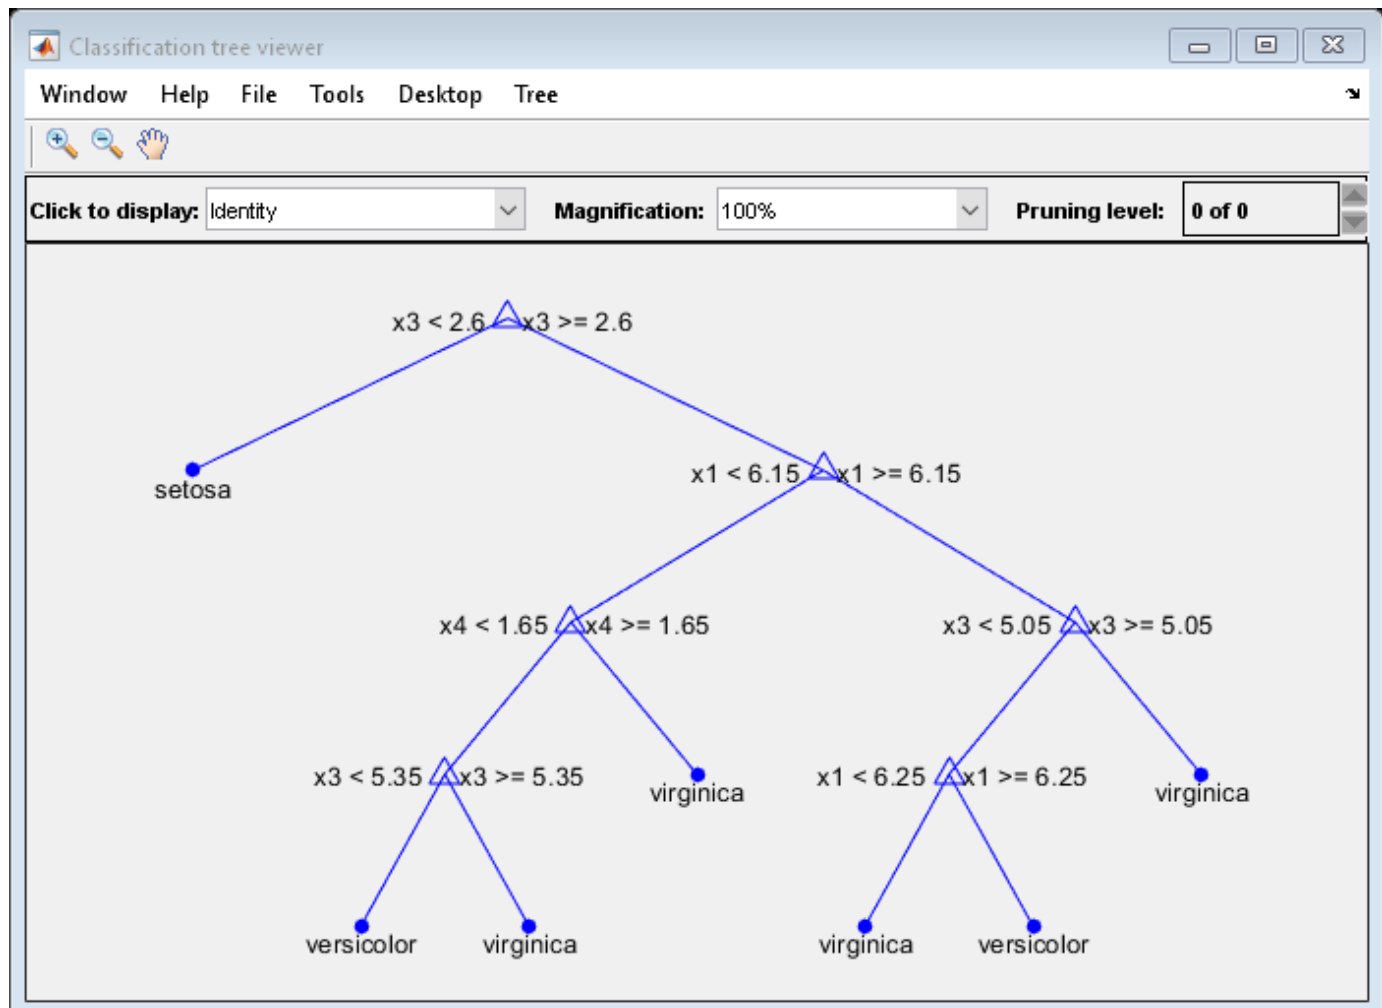 Classification tree viewer
Window Help File Tools Desktop Tree
Click to display: Identity Magnification: 100% Pruning level: 0 of 0
x3 < 2.6 x3 >= 2.6
setosa
x1 < 6.15 x1 >= 6.15
x4 < 1.65 x4 >= 1.65
x3 < 5.05 x3 >= 5.05
x3 < 5.35 x3 >= 5.35
virginica
x1 < 6.25 x1 >= 6.25
virginica
versicolor
virginica
virginica
versicolor